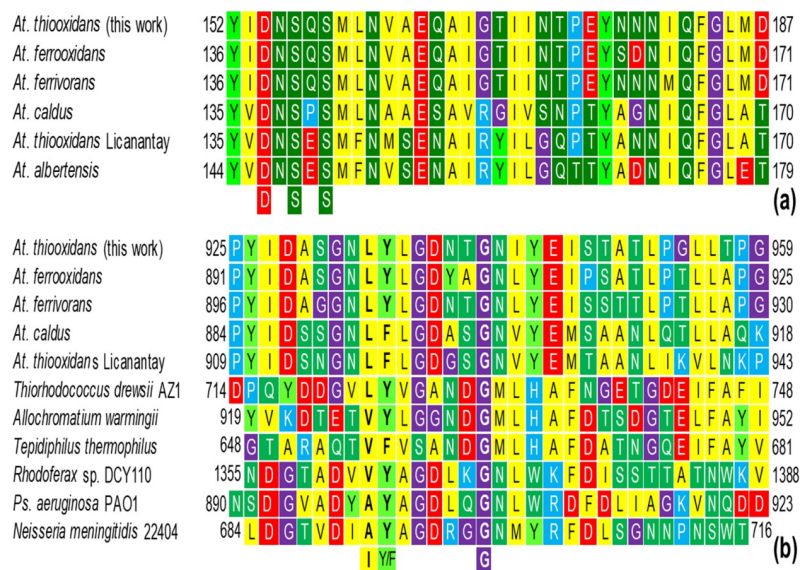 At. thiooxidans (this work) 152 Y I D N S Q S M L N V A E Q A I G T I I N T P E Y N N N I Q F G L M D 187
At. ferrooxidans 136 Y I D N S Q S M L N V A E Q A I G T I I N T P E Y S D N I Q F G L M D 171
At. ferrivorans 136 Y I D N S Q S M L N V A E Q A I G T I I N T P E Y N N N M Q F G L M D 171
At. caldus 135 Y V D N S P S M L N A A E S A V R G I V S N P T Y A G N I Q F G L A T 170
At. thiooxidans Licanantay 135 Y V D N S E S M F N M S E N A I R Y I L G Q P T Y A N N I Q F G L A T 170
At. albertensis 144 Y V D N S E S M F N V S E N A I R Y I L G Q T T Y A D N I Q F G L E T 179
D S S (a)
At. thiooxidans (this work) 925 P Y I D A S G N L Y L G D N T G N I Y E I S T A T L P G L L T P G 959
At. ferrooxidans 891 P Y I D A S G N L Y L G D Y A G N L Y E I P S A T L P T L L A P G 925
At. ferrivorans 896 P Y I D A G G N L Y L G D N T G N L Y E I S S T T L P T L L A P G 930
At. caldus 884 P Y I D S S G N L F L G D A S G N V Y E M S A A N L Q T L L A Q K 918
At. thiooxidans Licanantay 909 P Y I D S N G N L F L G D G S G N V Y E M T A A N L I K V L N K P 943
Thiorhodococcus drewsii AZ1 714 D P Q Y D D G V L Y V G A N D G M L H A F N G E T G D E I F A F I 748
Allochromatium warmingii 919 Y V K D T E T V Y L G G N D G M L H A F D T S D G T E L F A Y I 952
Tepidiphilus thermophilus 648 G T A R A Q T V F V S A N D G M L H A F D A T N G Q E I F A Y V 681
Rhodoferax sp. DCY110 1355 N D G T A D V V Y A G D L K G N L W K F D I S S T T A T N W K V 1388
Ps. aeruginosa PAO1 890 N S D G V A D Y A Y A G D L Q G N L W R D F D L I A G K V N Q D D 923
Neisseria meningitidis 22404 684 L D G T V D I A Y A G D R G G N M Y R F D L S G N N P N S W T 716
I Y/F G (b)